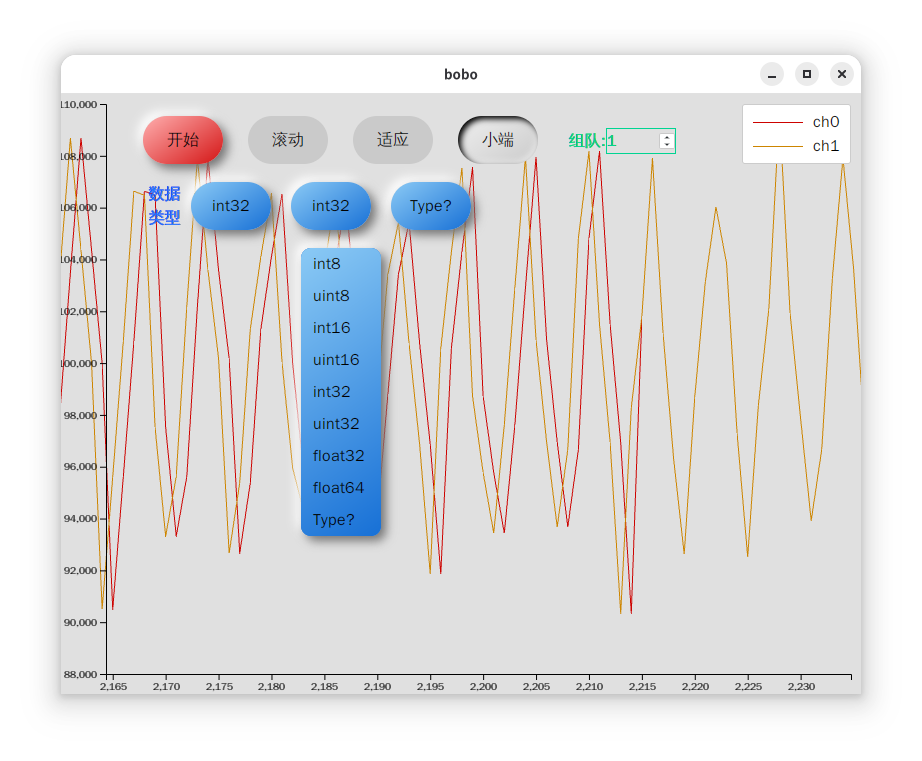 bobo
110,000
ch0
开始
滚动
适应
小端
组队:1
ch1
108,000
数据
类型
int32
int32
Type?
106,000
int8
104,000
uint8
int16
102,000
uint16
100,000
int32
98,000
uint32
float32
96,000
float64
Type?
94,000
92,000
90,000
88,000
2,165
2,170
2,175
2,180
2,185
2,190
2,195
2,200
2,205
2,210
2,215
2,220
2,225
2,230